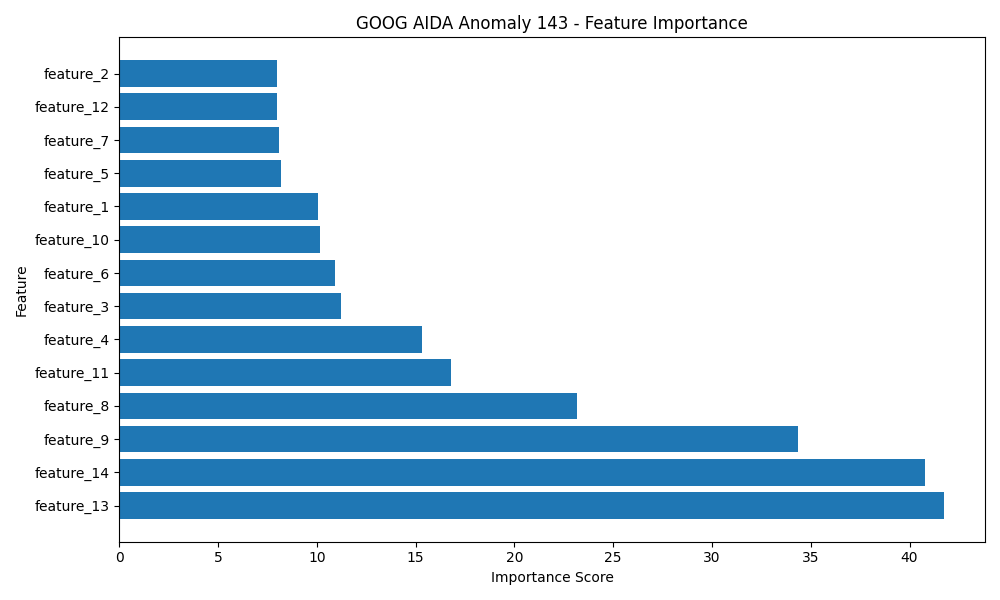 GOOG AIDA Anomaly 143 - Feature Importance
feature_2
feature_12
feature_7
feature_5
feature_1
feature_10
feature_6
feature_3
feature_4
feature_11
feature_8
feature_9
feature_14
feature_13
Feature
0 5 10 15 20 25 30 35 40
Importance Score